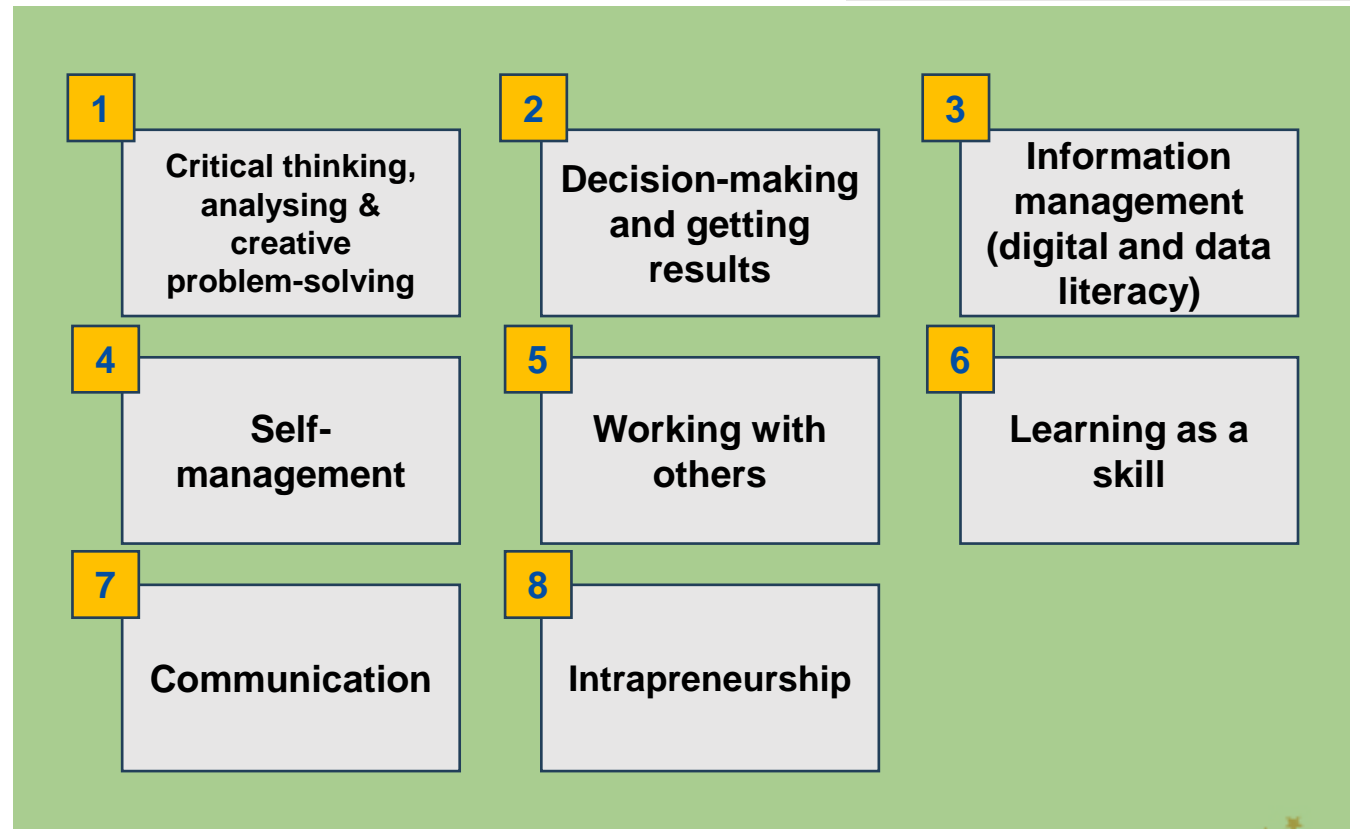 1
Critical thinking,
analysing &
creative
problem-solving
2
Decision-making
and getting
results
3
Information
management
(digital and data
literacy)
4
Self-
management
5
Working with
others
6
Learning as a
skill
7
Communication
8
Intrapreneurship